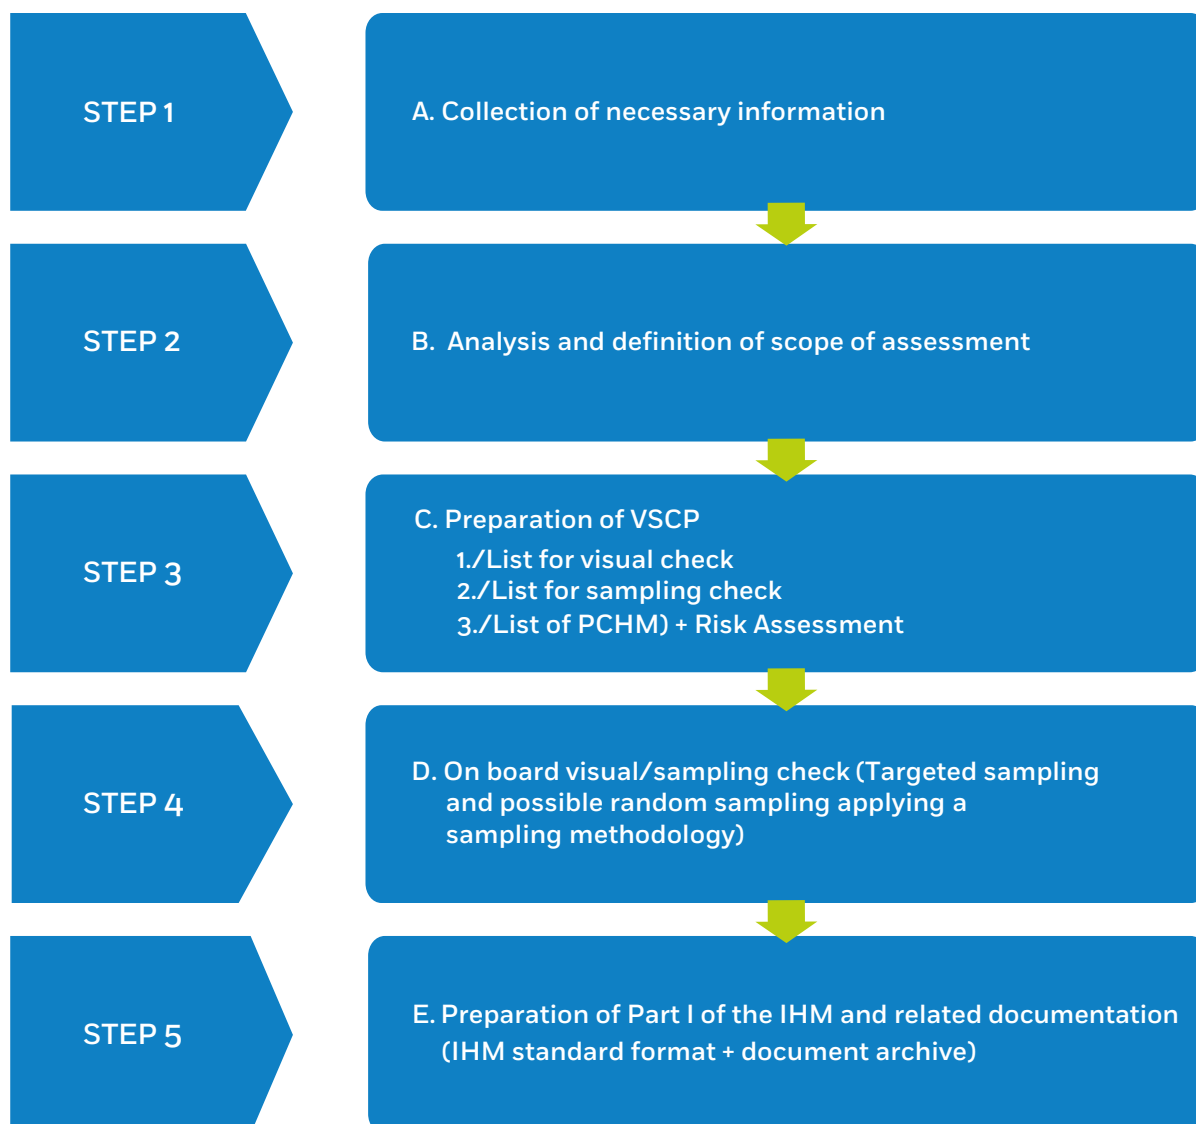 STEP 1
A. Collection of necessary information
STEP 2
B. Analysis and definition of scope of assessment
STEP 3
C. Preparation of VSCP
1./List for visual check
2./List for sampling check
3./List of PCHM) + Risk Assessment
STEP 4
D. On board visual/sampling check (Targeted sampling
and possible random sampling applying a
sampling methodology)
STEP 5
E. Preparation of Part I of the IHM and related documentation
(IHM standard format + document archive)